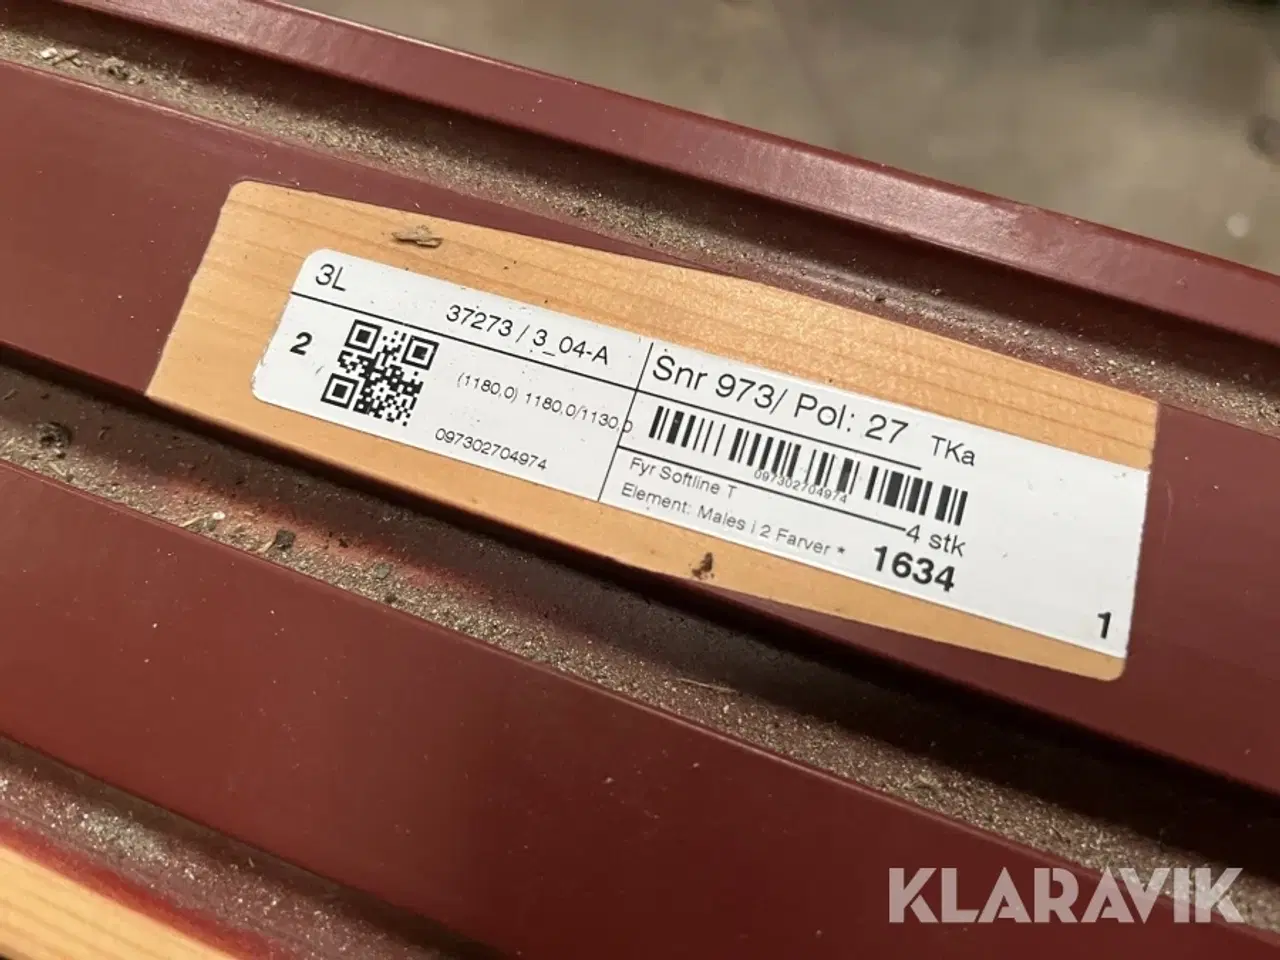 3L
37273 / 3_04-A
2
(1180,0) 1180,0/1130,0
097302704974
Snr 973/ Pol: 27 TKa
097302704974
Fyr Softline T
4 stk
Element: Males i 2 Farver *
1634
1
KLARAVIK